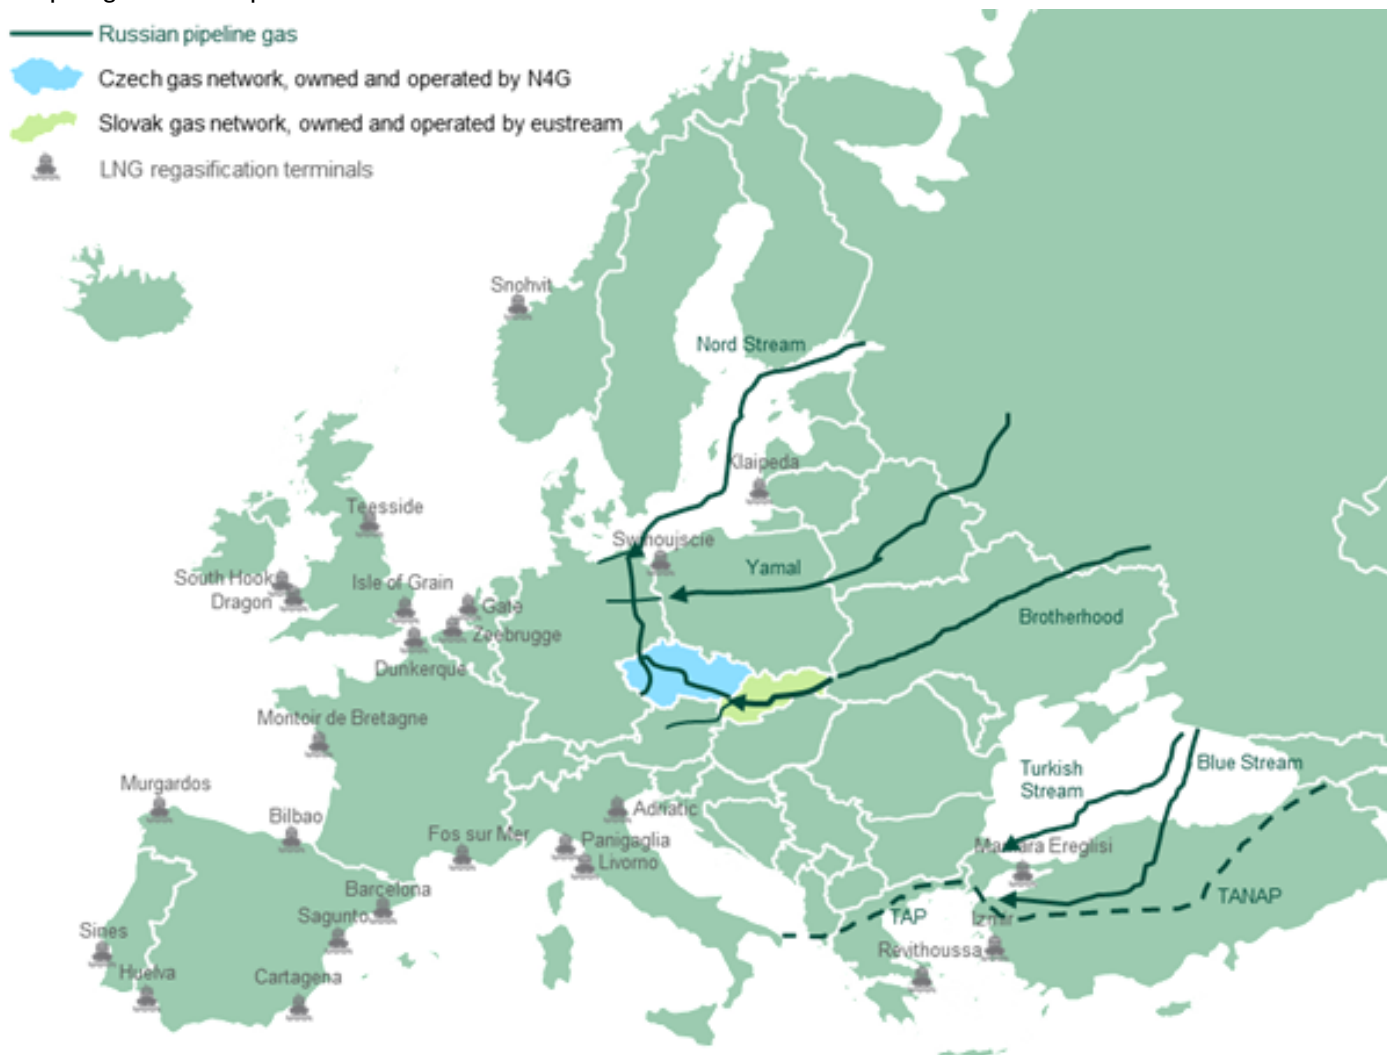 Russian pipeline gas
Czech gas network, owned and operated by N4G
Slovak gas network, owned and operated by eustream
LNG regasification terminals
Snohvit
Nord Stream
Klaipeda
Teesside
Swinoujscie
Yamal
South Hook
Isle of Grain
Dragon
Gate
Brotherhood
Zeebrugge
Dunkerque
Montoir de Bretagne
Turkish
Stream
Blue Stream
Murgardos
Bilbao
Adriatic
Fos sur Mer
Panigaglia
Marmara Ereglisi
Livorno
Barcelona
TANAP
Sagunto
TAP
Izmir
Sines
Revithoussa
Huelva
Cartagena